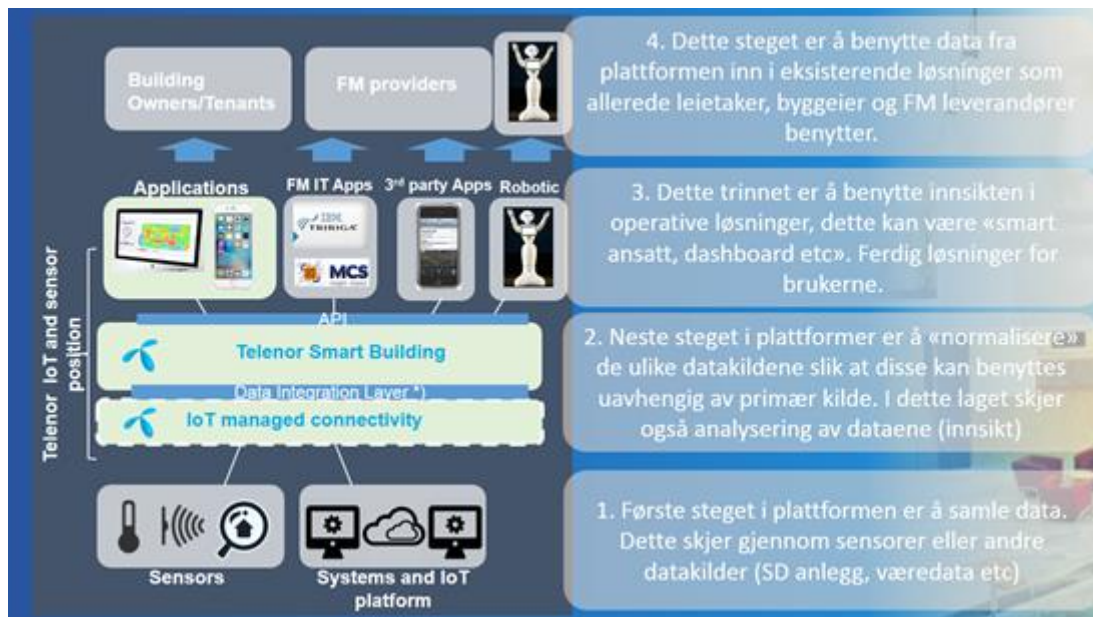 Building
Owners/Tenants
FM providers
Applications
FM IT Apps
3rd party Apps
Robotic
IBM
TRIRIGA
MCS
API
Telenor Smart Building
Data Integration Layer *)
IoT managed connectivity
Telenor IoT and sensor
position
Sensors
Systems and IoT
platform
4. Dette steget er å benytte data fra
plattformen inn i eksisterende løsninger som
allerede leietaker, byggeier og FM leverandører
benytter.
3. Dette trinnet er å benytte innsikten i
operative løsninger, dette kan være «smart
ansatt, dashboard etc». Ferdig løsninger for
brukerne.
2. Neste steget i plattformer er å «normalisere»
de ulike datakildene slik at disse kan benyttes
uavhengig av primær kilde. I dette laget skjer
også analysering av dataene (innsikt)
1. Første steget i plattformen er å samle data.
Dette skjer gjennom sensorer eller andre
datakilder (SD anlegg, væredata etc)